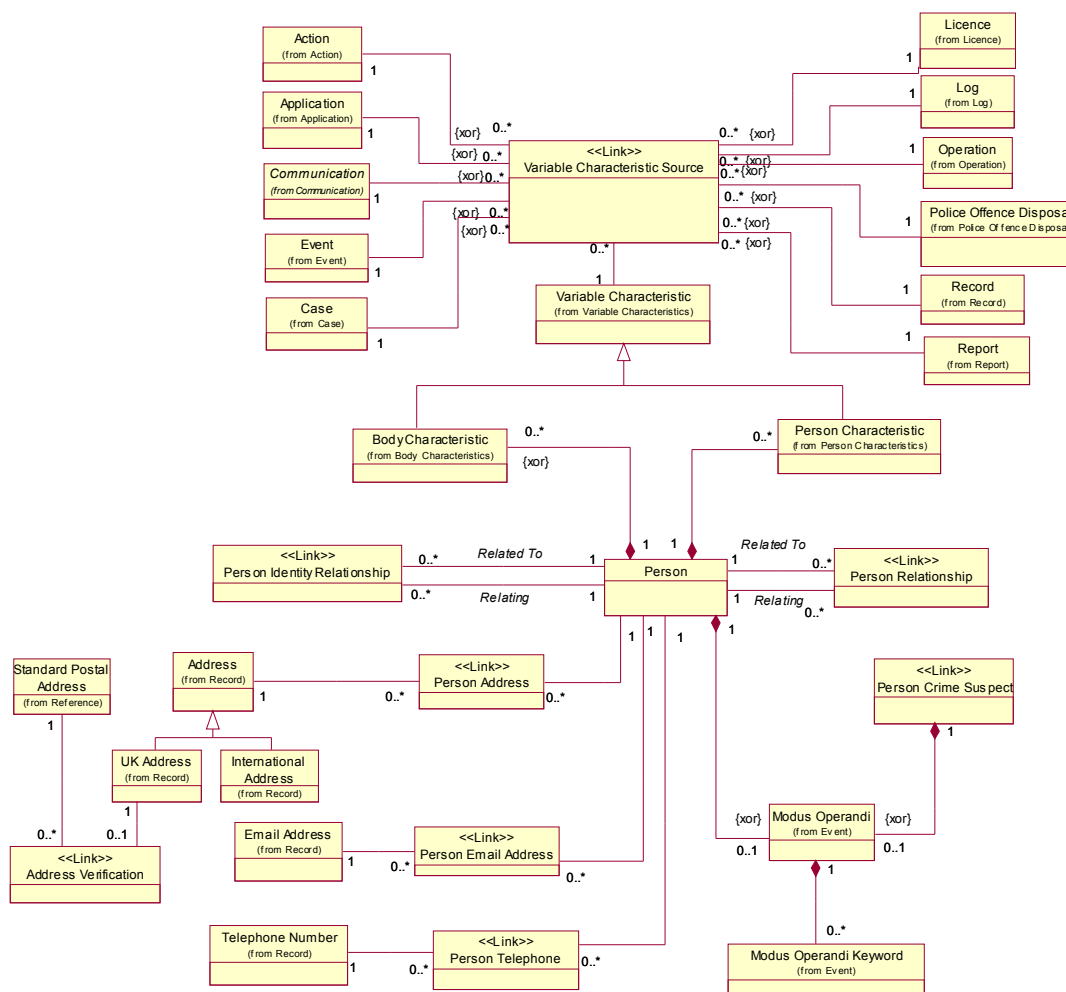 Action
(from Action)
1
Application
(from Application)
1
Communication
(from Communication)
1
Event
(from Event)
1
Case
(from Case)
1
{xor}
0..*
{xor}
0..*
{xor}
0..*
{xor}
0..*
{xor}
0..*
<<Link>>
Variable Characteristic Source
0..*
{xor}
0..*
{xor}
0..*
{xor}
0..*
{xor}
0..*
{xor}
0..*
{xor}
Licence
(from Licence)
1
Log
(from Log)
1
Operation
(from Operation)
1
Police Offence Disposa
(from Police Offence Disposa
1
Record
(from Record)
1
Report
(from Report)
1
0..*
1
Variable Characteristic
(from Variable Characteristics)
Body Characteristic
(from Body Characteristics)
0..*
{xor}
Person Characteristic
(from Person Characteristics)
0..*
1
1
<<Link>>
Person Identity Relationship
0..*
Related To
1
0..*
Relating
1
Person
1
Related To
0..*
1
Relating
0..*
<<Link>>
Person Relationship
1
1
1
1
Standard Postal
Address
(from Reference)
1
Address
(from Record)
1
0..*
<<Link>>
Person Address
0..*
<<Link>>
Person Crime Suspect
1
UK Address
(from Record)
1
International
Address
(from Record)
0..*
0..1
<<Link>>
Address Verification
Email Address
(from Record)
1
0..*
<<Link>>
Person Email Address
0..*
{xor}
0..1
Modus Operandi
(from Event)
{xor}
0..1
1
0..*
Telephone Number
(from Record)
1
0..*
<<Link>>
Person Telephone
0..*
Modus Operandi Keyword
(from Event)